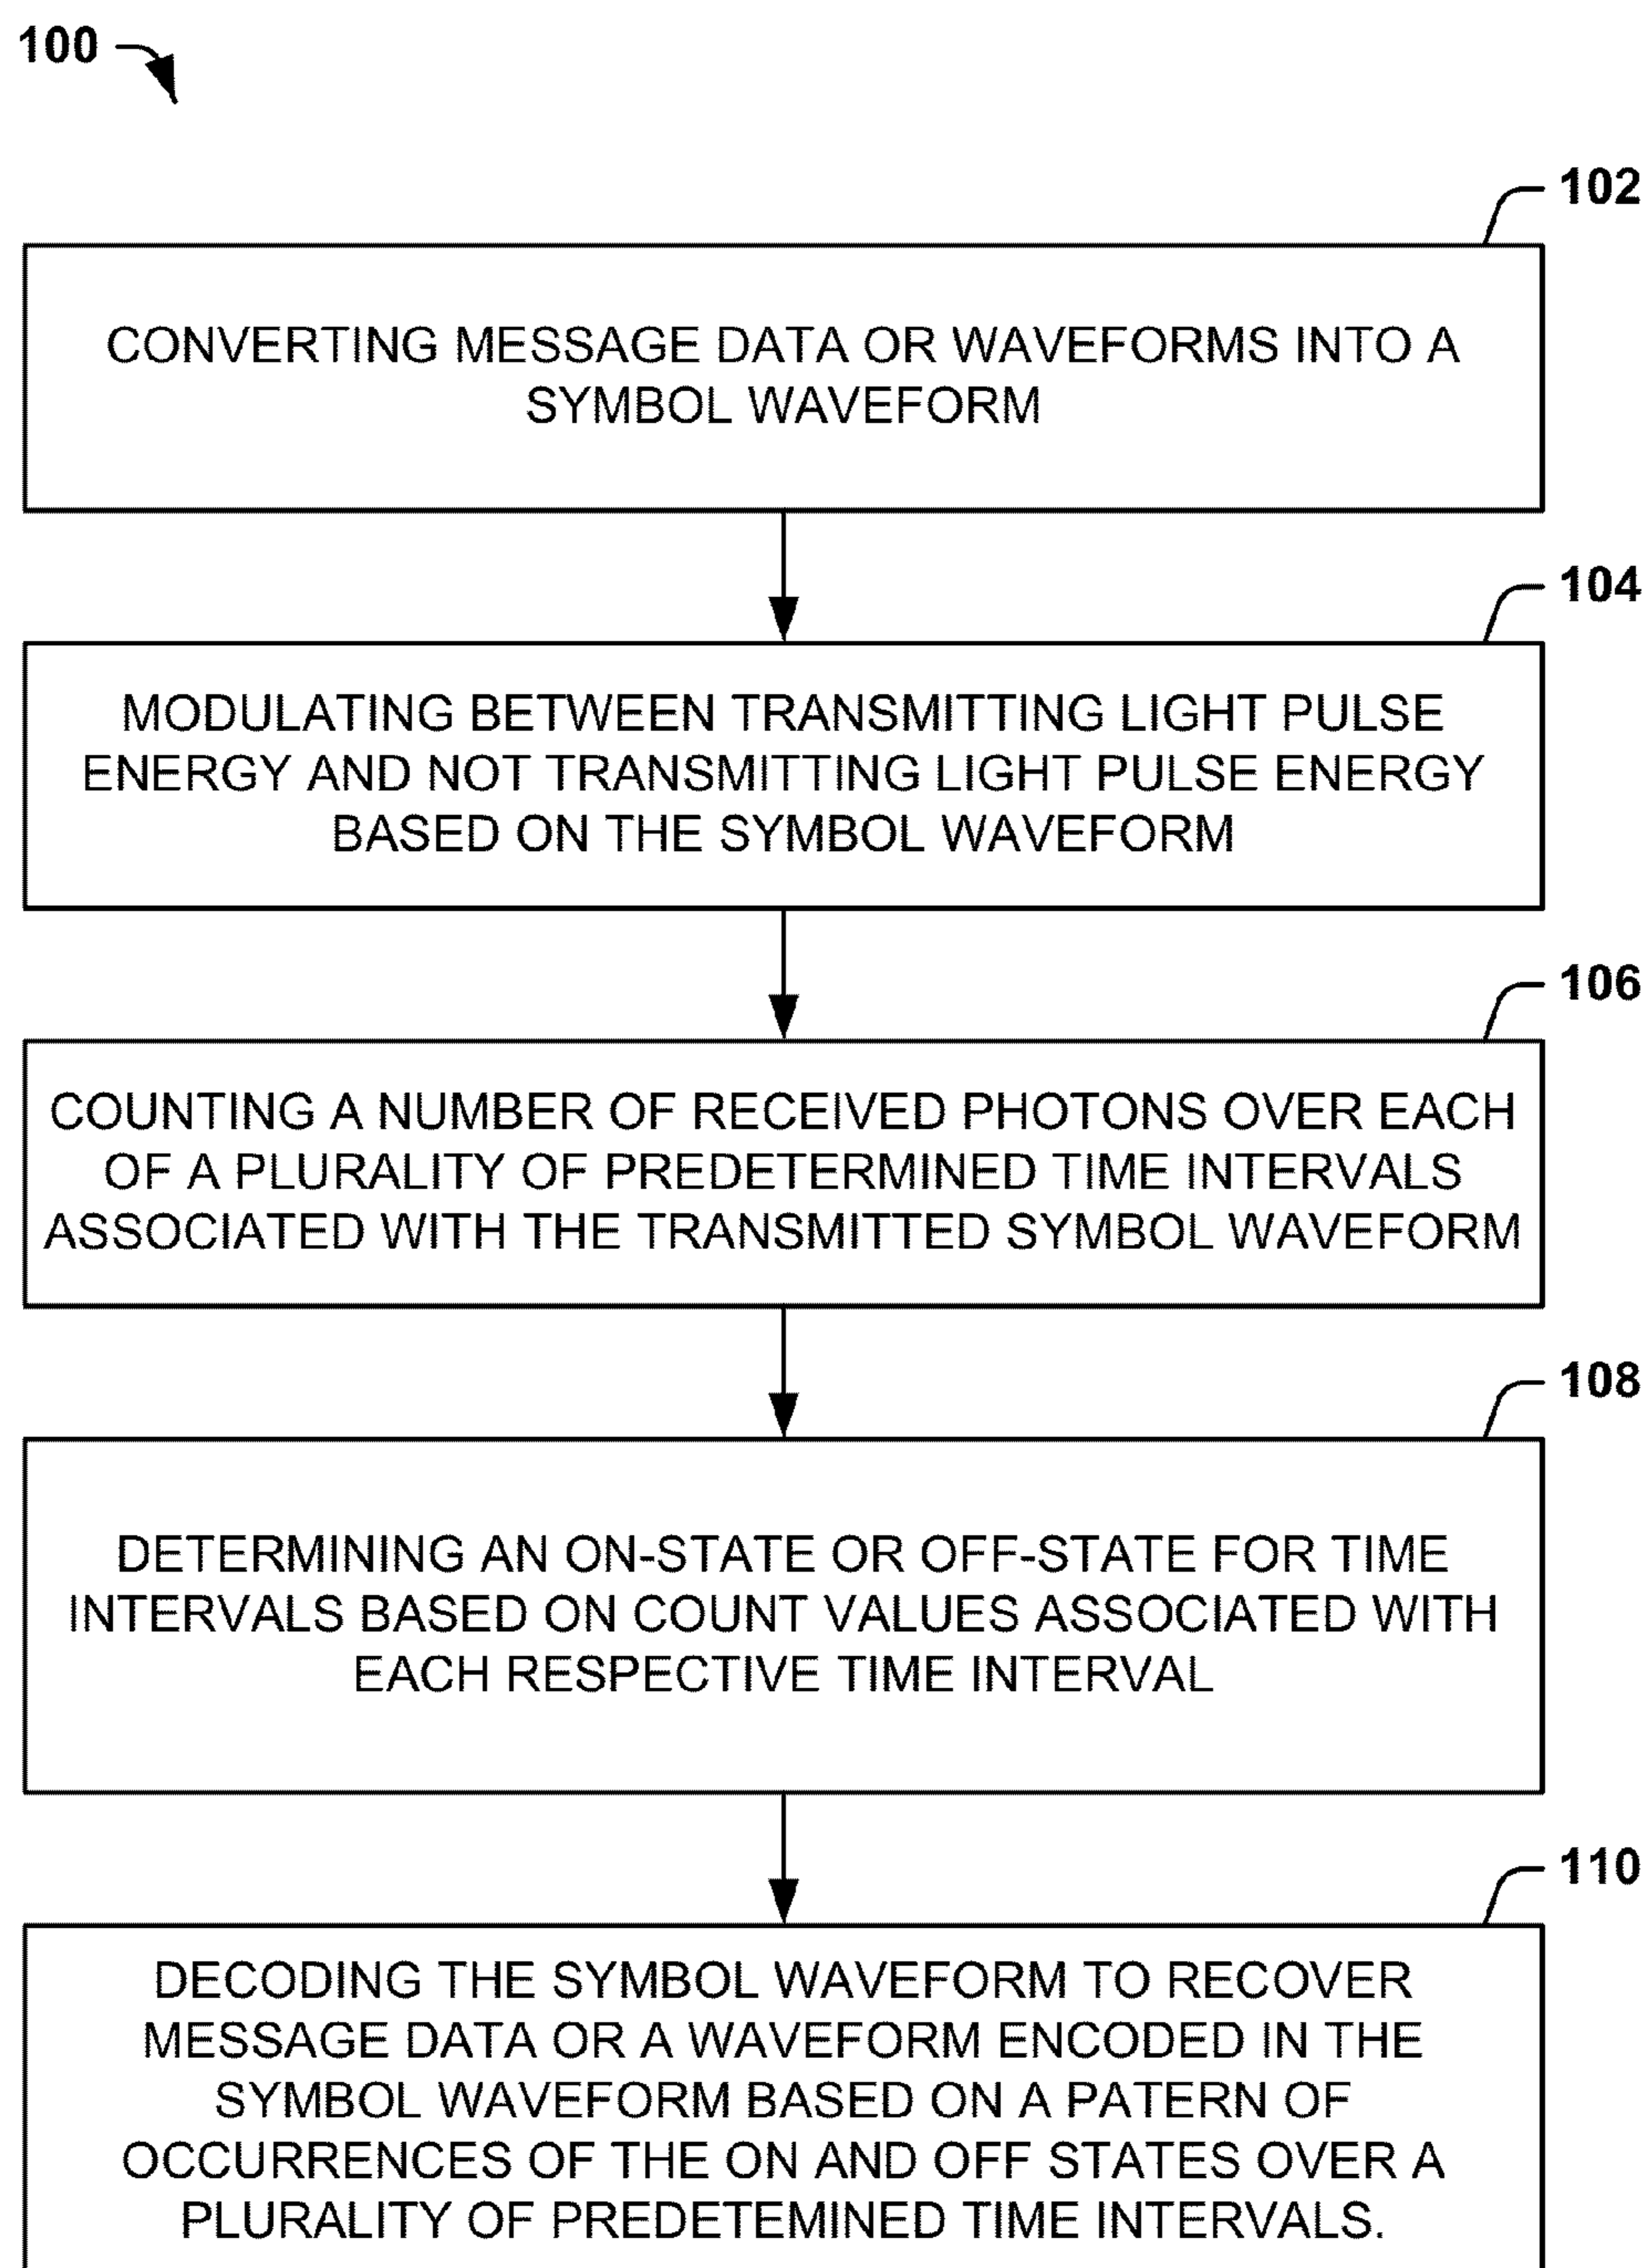 100
102
CONVERTING MESSAGE DATA OR WAVEFORMS INTO A
SYMBOL WAVEFORM
104
MODULATING BETWEEN TRANSMITTING LIGHT PULSE
ENERGY AND NOT TRANSMITTING LIGHT PULSE ENERGY
BASED ON THE SYMBOL WAVEFORM
106
COUNTING A NUMBER OF RECEIVED PHOTONS OVER EACH
OF A PLURALITY OF PREDETERMINED TIME INTERVALS
ASSOCIATED WITH THE TRANSMITTED SYMBOL WAVEFORM
108
DETERMINING AN ON-STATE OR OFF-STATE FOR TIME
INTERVALS BASED ON COUNT VALUES ASSOCIATED WITH
EACH RESPECTIVE TIME INTERVAL
110
DECODING THE SYMBOL WAVEFORM TO RECOVER
MESSAGE DATA OR A WAVEFORM ENCODED IN THE
SYMBOL WAVEFORM BASED ON A PATERN OF
OCCURRENCES OF THE ON AND OFF STATES OVER A
PLURALITY OF PREDETEMINED TIME INTERVALS.